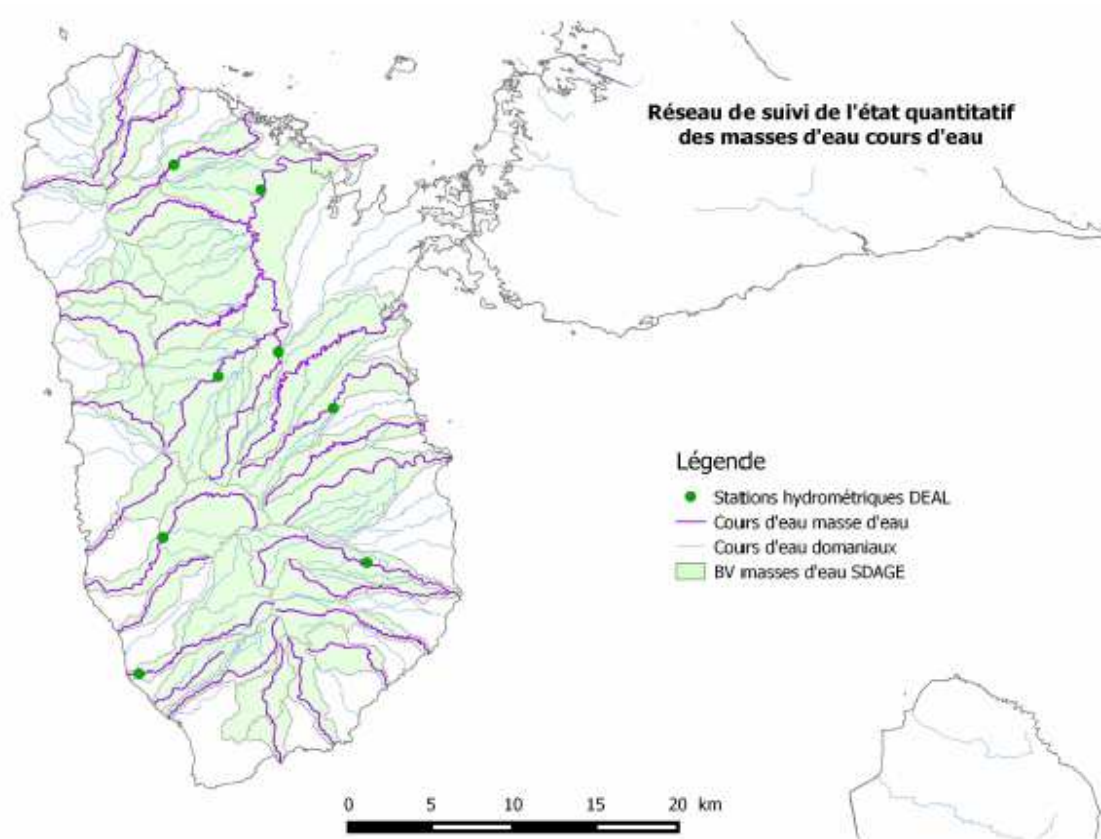 Réseau de suivi de l'état quantitatif
des masses d'eau cours d'eau
Légende
Stations hydrométriques DEAL
Cours d'eau masse d'eau
Cours d'eau domaniaux
BV masses d'eau SDAGE
0 5 10 15 20 km